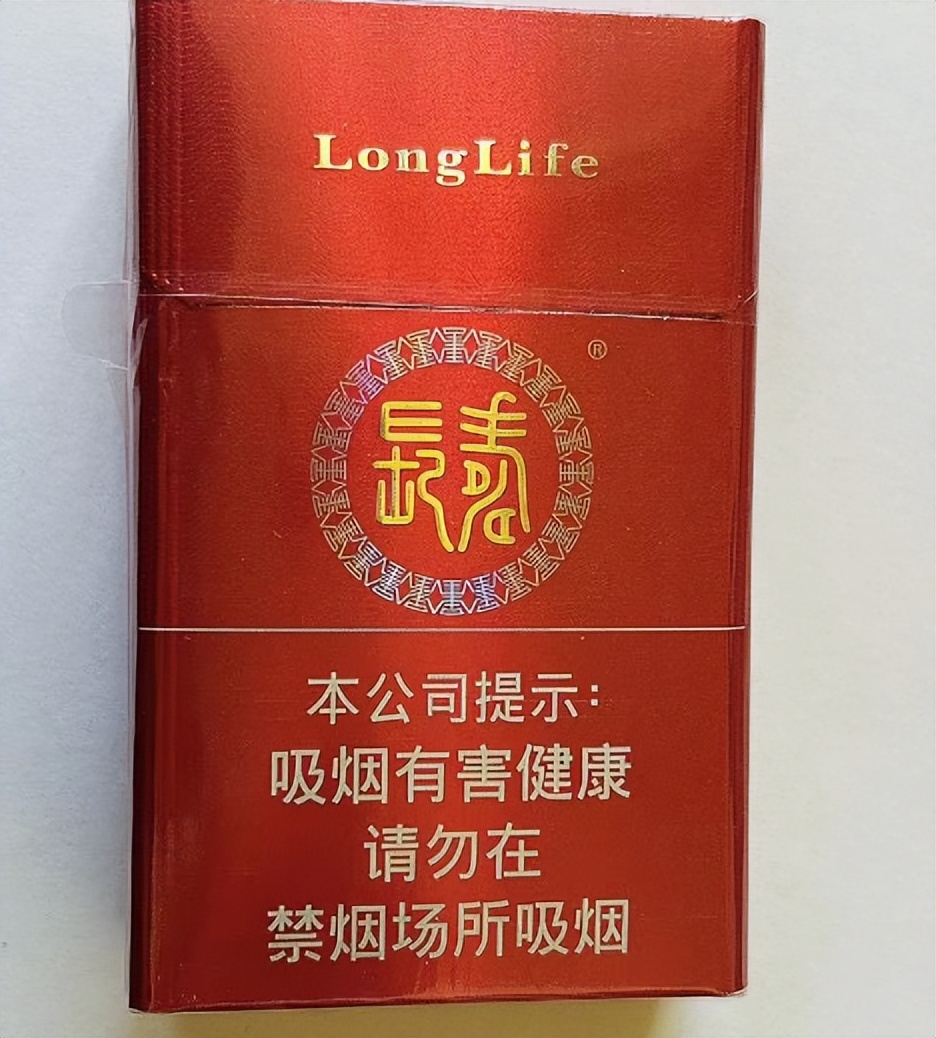 LongLife
®
長壽
本公司提示:
吸烟有害健康
请勿在
禁烟场所吸烟